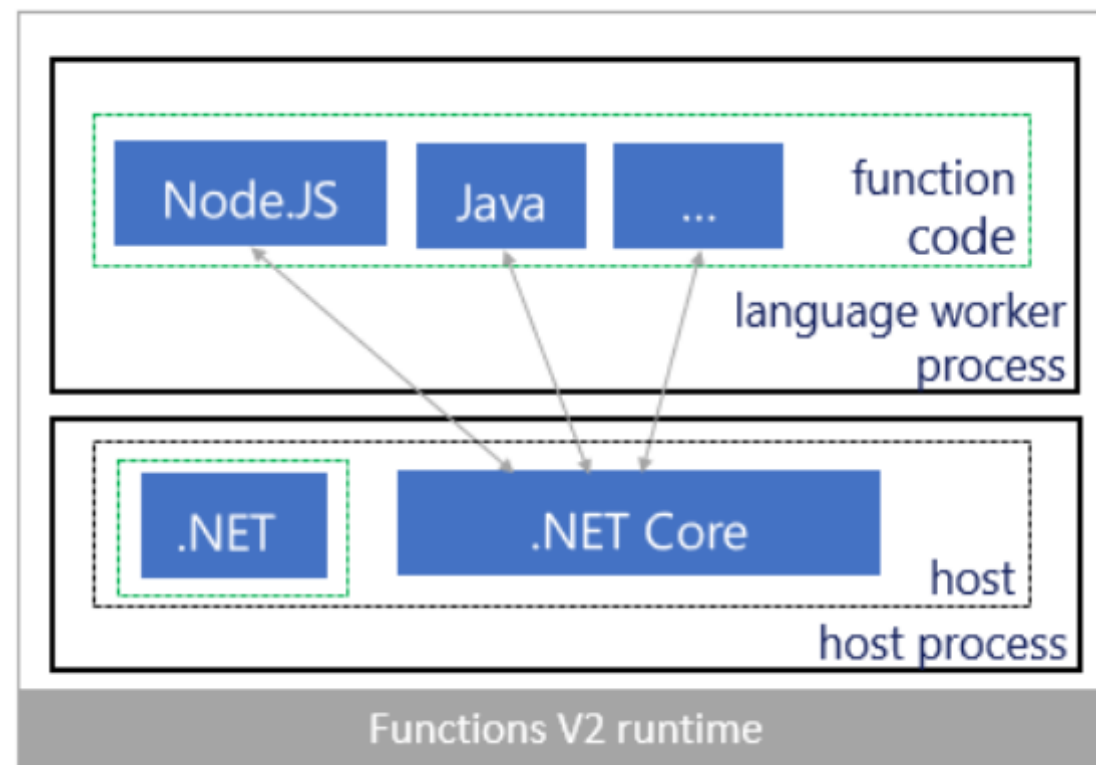 Node.JS
Java
...
function
code
language worker
process
.NET
.NET Core
host
host process
Functions V2 runtime